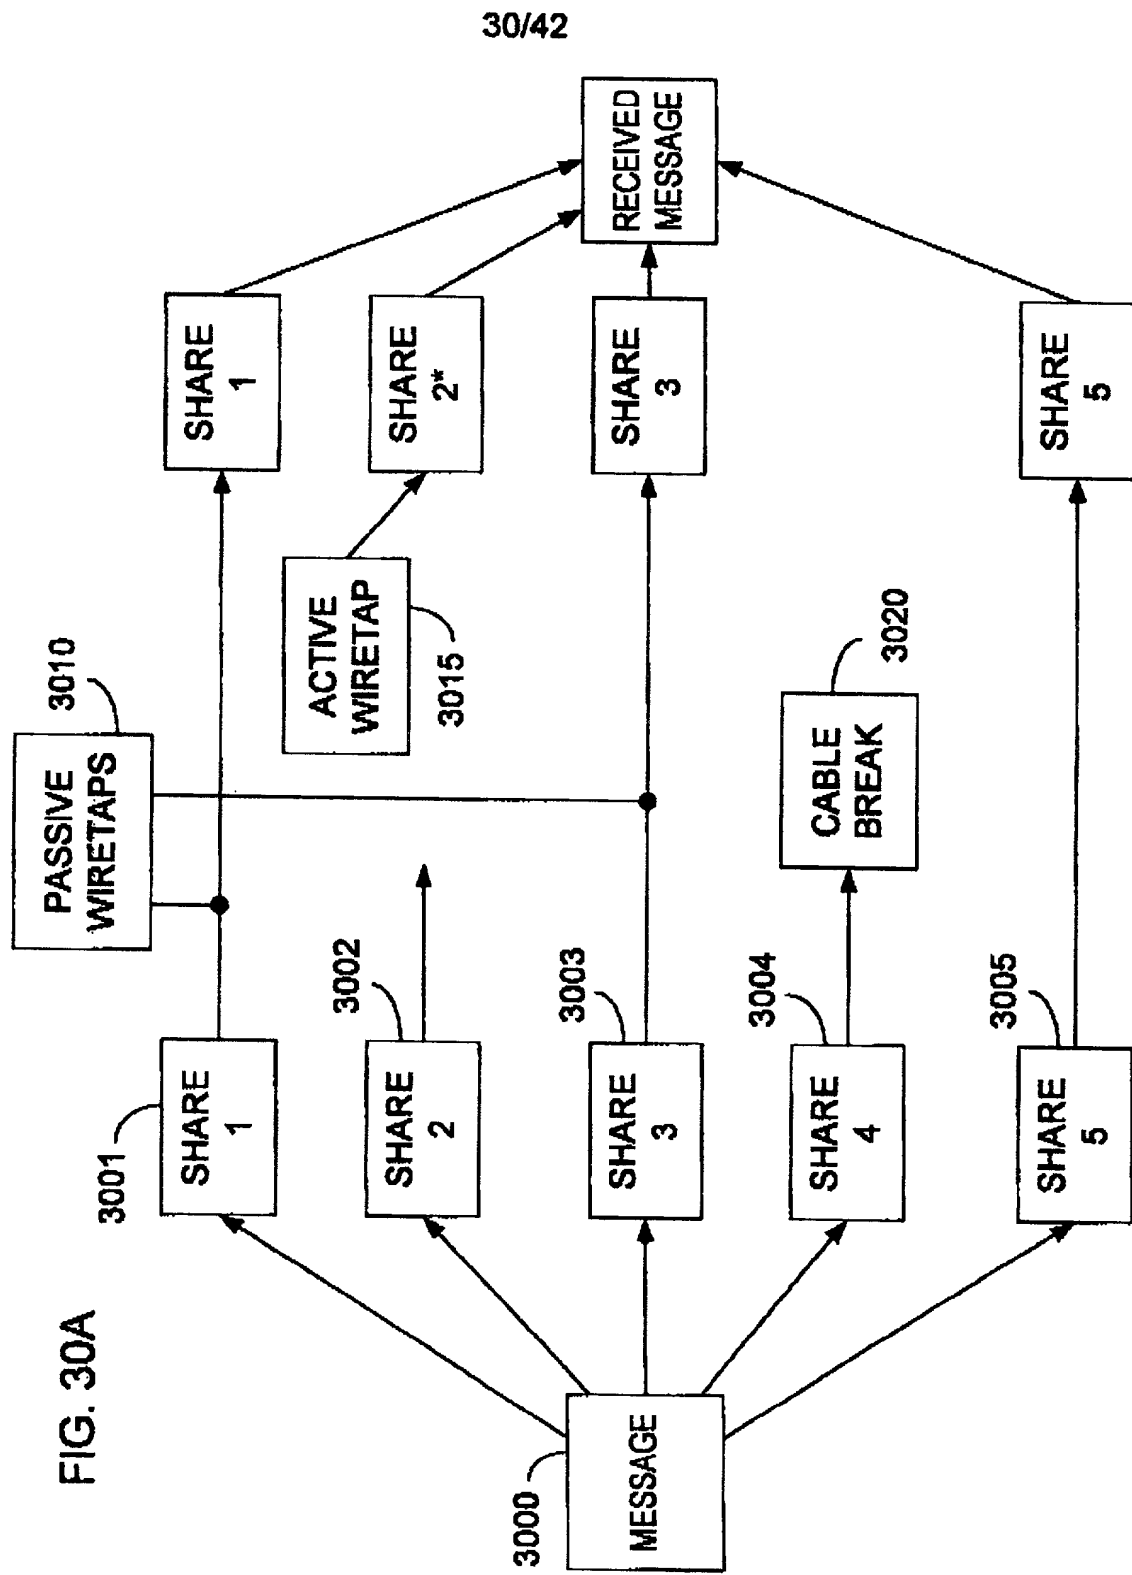 30/42
FIG. 30A
3000
MESSAGE
3001
SHARE
1
3002
SHARE
2
3003
SHARE
3
3004
SHARE
4
3005
SHARE
5
PASSIVE
WIRETAPS
3010
ACTIVE
WIRETAP
3015
CABLE
BREAK
3020
SHARE
1
SHARE
2*
SHARE
3
SHARE
5
RECEIVED
MESSAGE